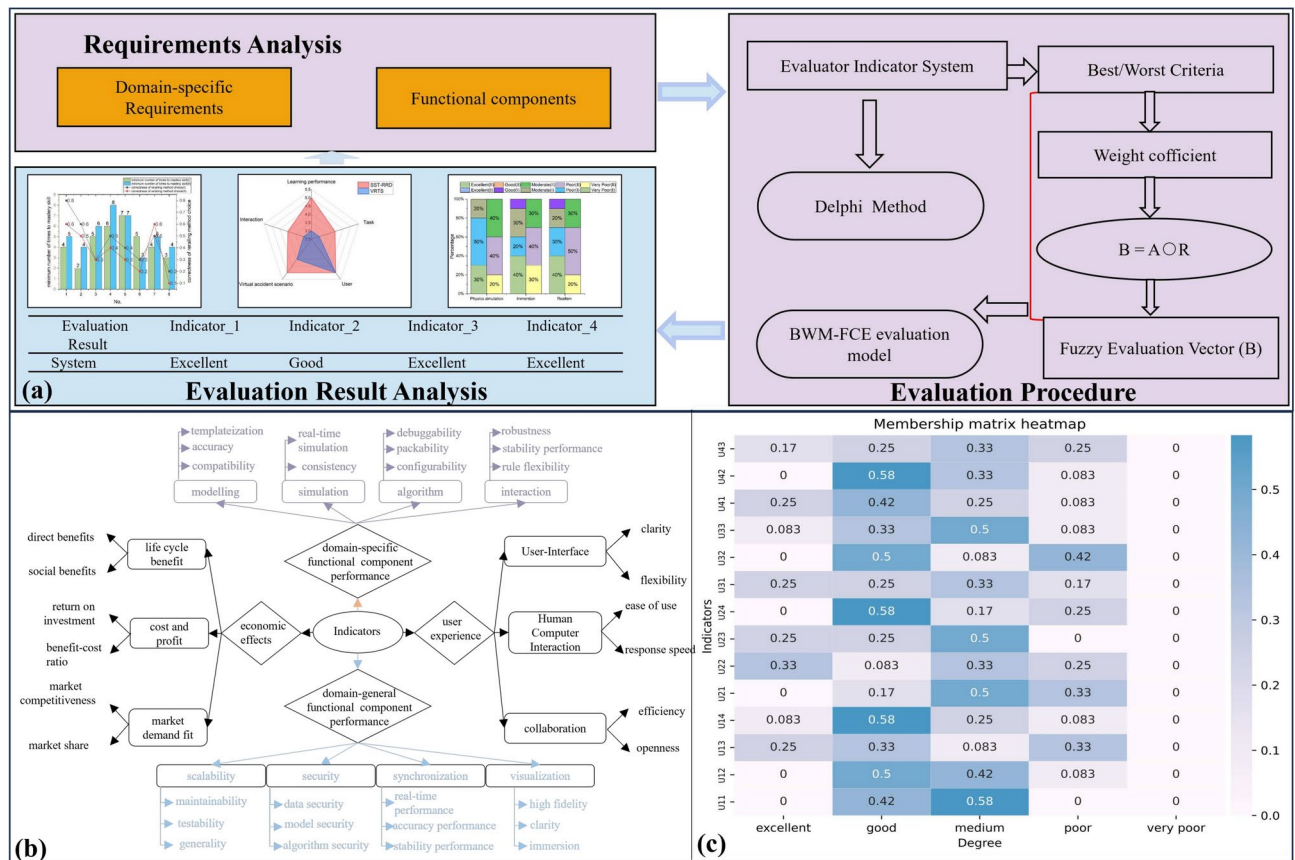 Requirements Analysis
Domain-specific
Requirements
Functional components
Evaluator Indicator System
Best/Worst Criteria
Weight cofficient
Delphi Method
B = A○R
BWM-FCE evaluation
model
Fuzzy Evaluation Vector (B)
Evaluation Procedure
No.
Learning performance
SST-RRD
VRTS
Interaction
Task
Virtual accident scenario
User
Percentage
Physics simulation
Immersion
Realism
Evaluation
Result
Indicator_1
Indicator_2
Indicator_3
Indicator_4
System
Excellent
Good
Excellent
Excellent
(a)
Evaluation Result Analysis
templateization
accuracy
compatibility
modelling
real-time
simulation
consistency
simulation
debuggability
packability
configurability
algorithm
robustness
stability performance
rule flexibility
interaction
domain-specific
functional component
performance
direct benefits
social benefits
life cycle
benefit
return on
investment
benefit-cost
ratio
cost and
profit
market
competitiveness
market share
market
demand fit
economic
effects
Indicators
user
experience
User-Interface
clarity
flexibility
Human
Computer
Interaction
ease of use
response speed
collaboration
efficiency
openness
domain-general
functional component
performance
scalability
security
synchronization
visualization
maintainability
testability
generality
data security
model security
algorithm security
real-time
performance
accuracy performance
stability performance
high fidelity
clarity
immersion
(b)
Membership matrix heatmap
U43 0.17 0.25 0.33 0.25 0
U42 0 0.58 0.33 0.083 0
U41 0.25 0.42 0.25 0.083 0
U33 0.083 0.33 0.5 0.083 0
U32 0 0.5 0.083 0.42 0
U31 0.25 0.25 0.33 0.17 0
U24 0 0.58 0.17 0.25 0
U23 0.25 0.25 0.5 0 0
U22 0.33 0.083 0.33 0.25 0
U21 0 0.17 0.5 0.33 0
U14 0.083 0.58 0.25 0.083 0
U13 0.25 0.33 0.083 0.33 0
U12 0 0.5 0.42 0.083 0
U11 0 0.42 0.58 0 0
Indicators
excellent good medium poor very poor
Degree
0.5
0.4
0.3
0.2
0.1
0.0
(c)